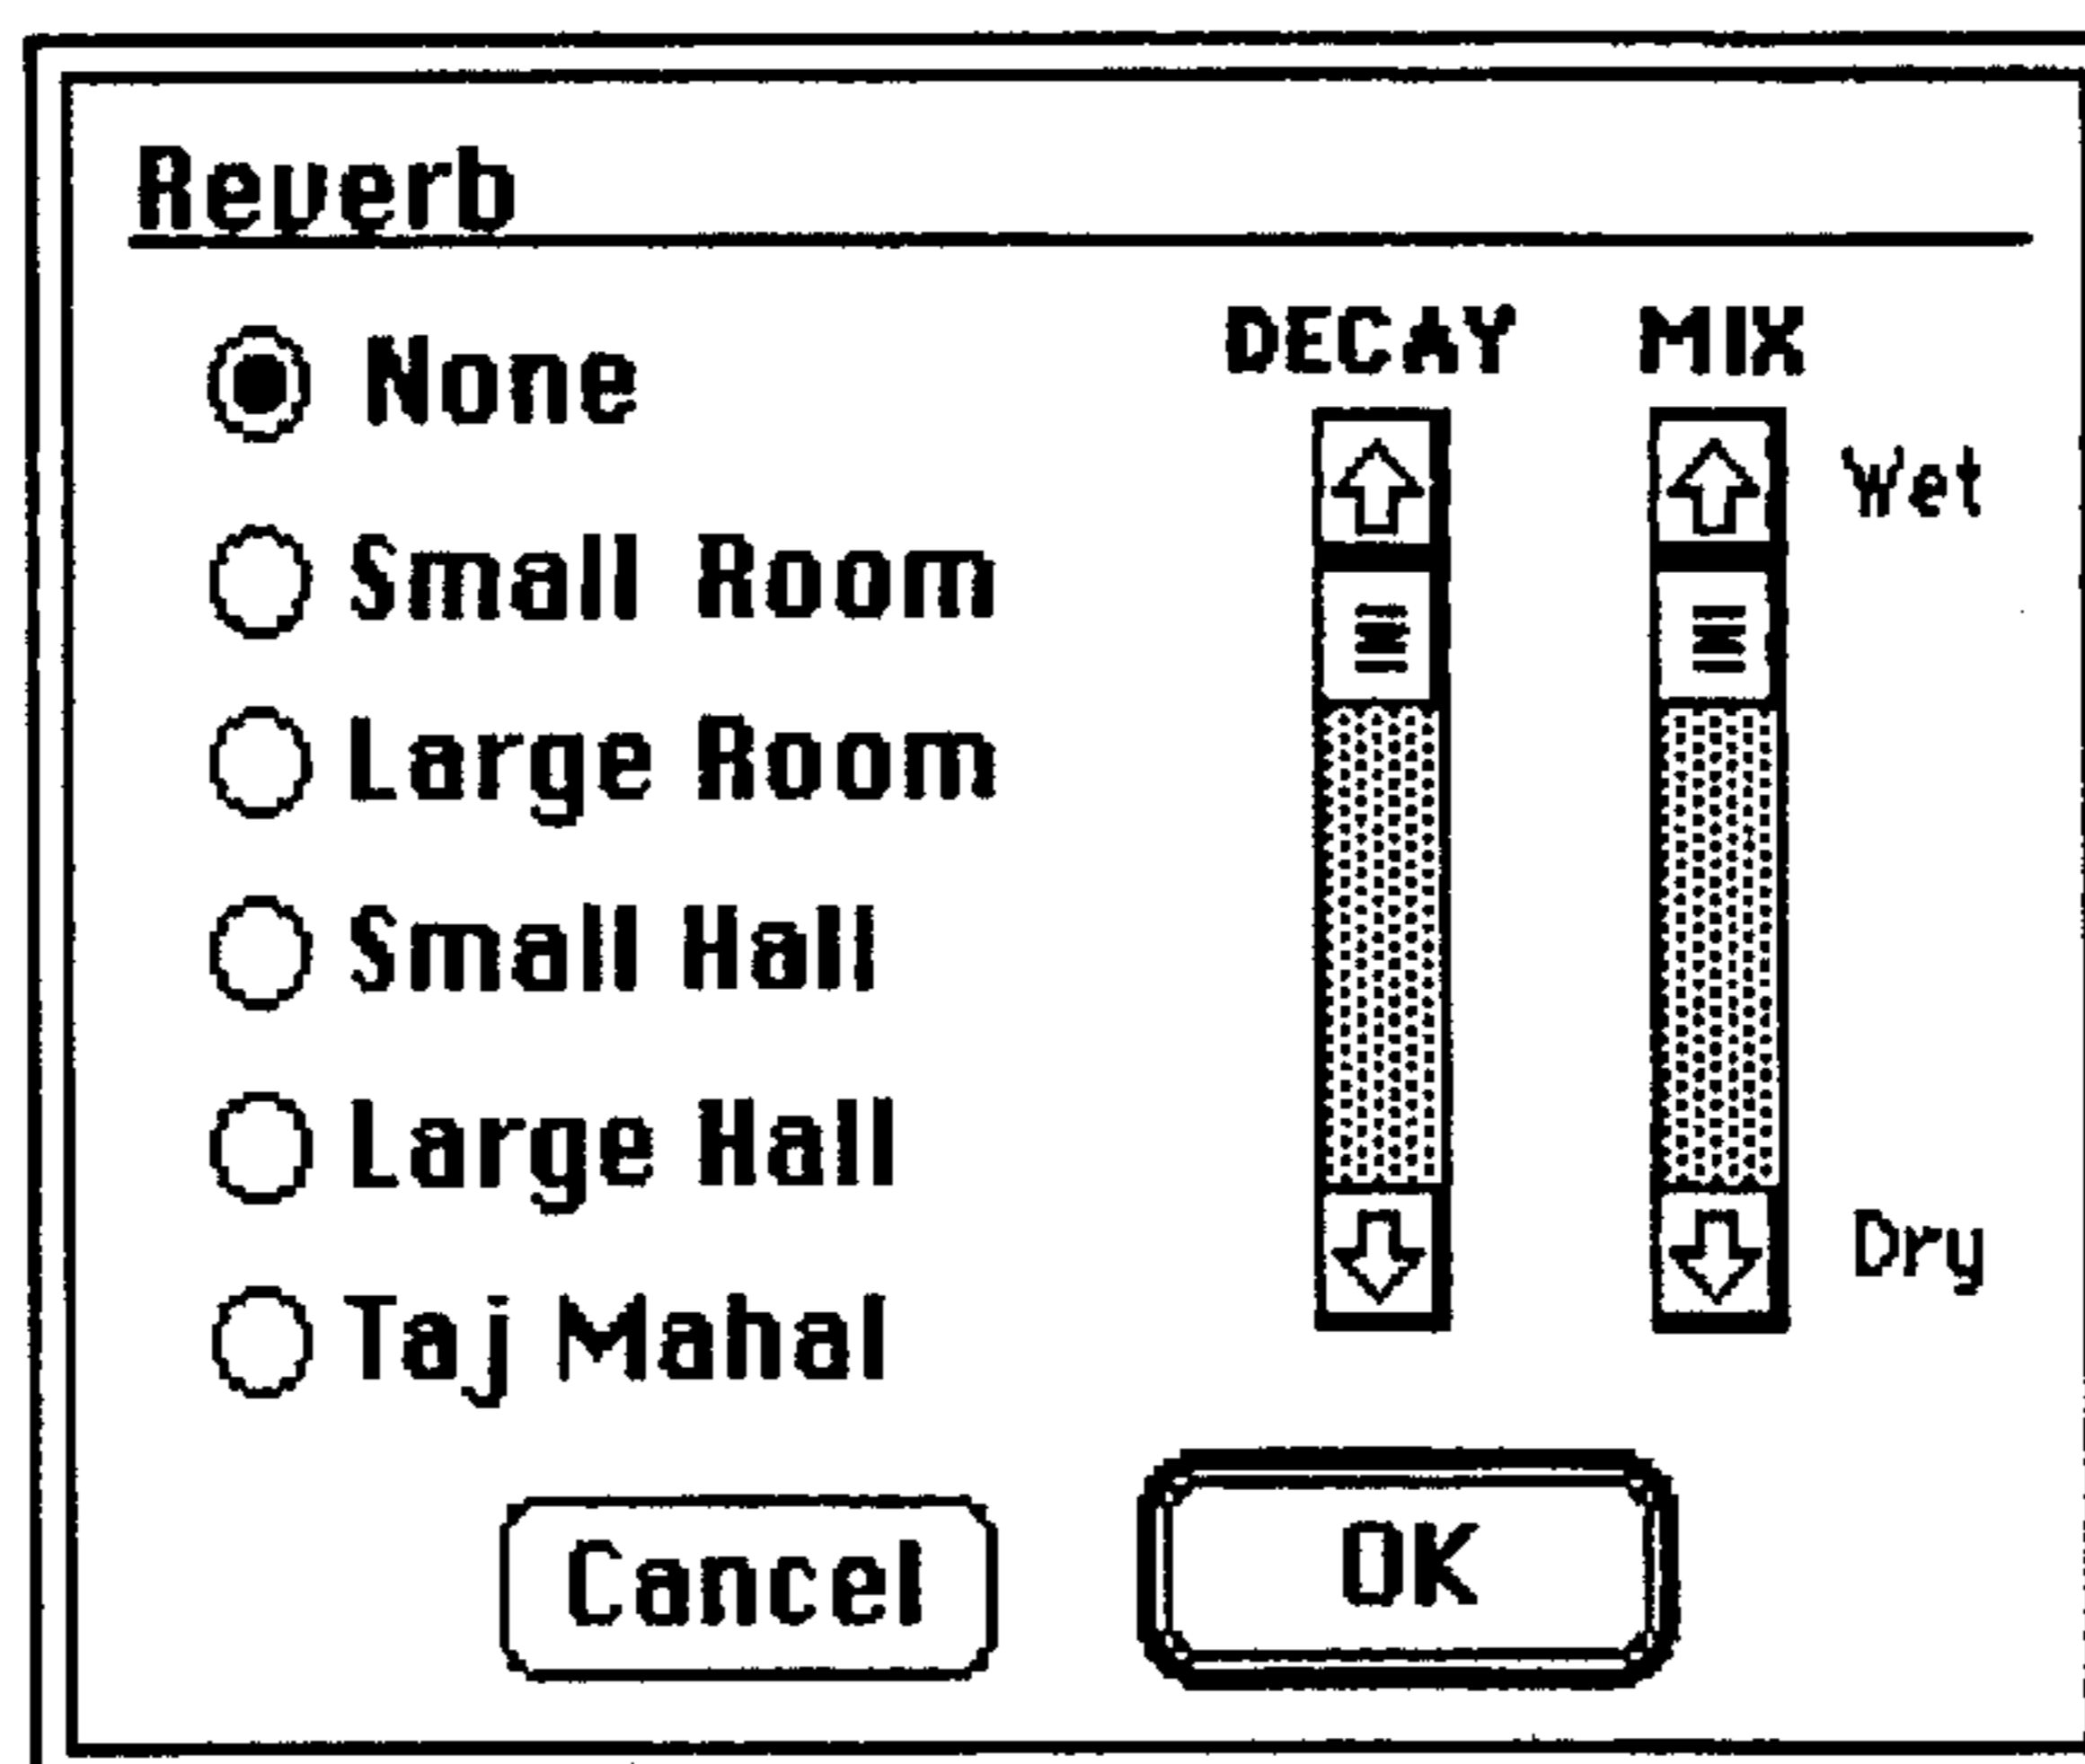 Reverb
None
Small Room
Large Room
Small Hall
Large Hall
Taj Mahal
DECAY
MIX
Wet
Dry
Cancel
OK